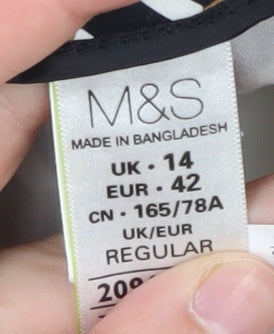 M&S
MADE IN BANGLADESH
UK · 14
EUR · 42
CN · 165/78A
UK/EUR
REGULAR